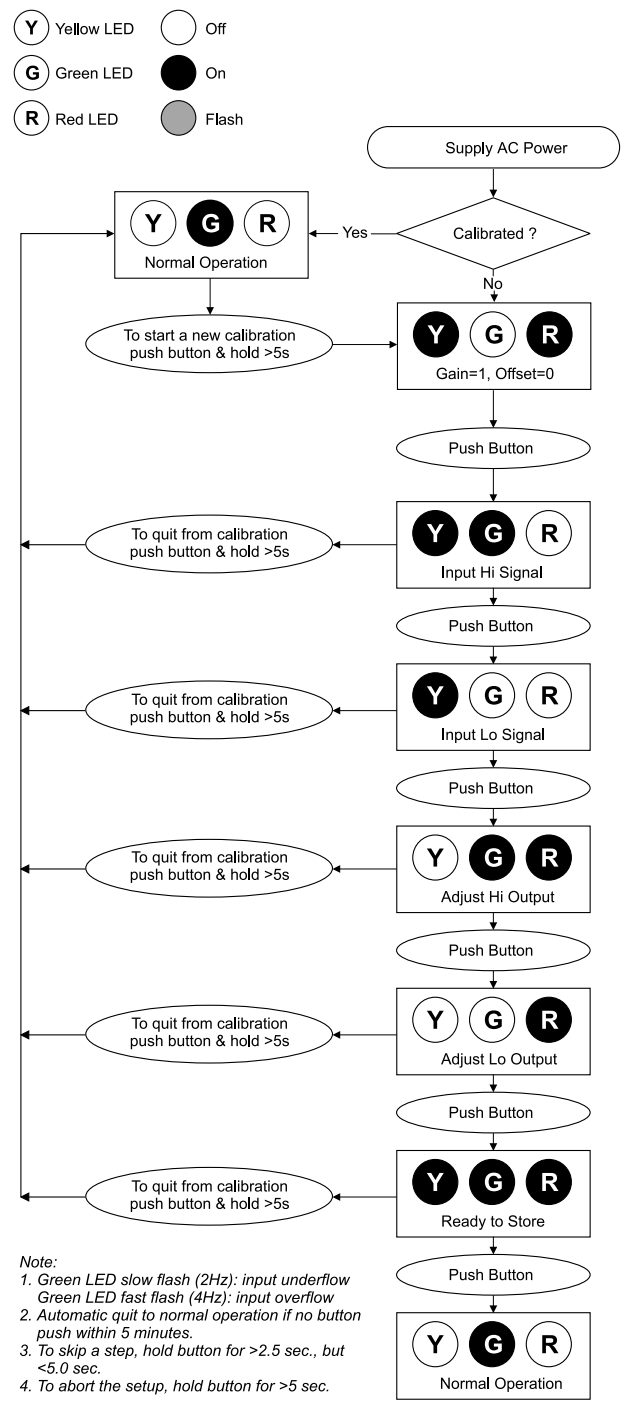 Y Yellow LED Off
G Green LED On
R Red LED Flash
Supply AC Power
Y G R
Normal Operation
Yes
Calibrated ?
No
To start a new calibration
push button & hold >5s
Y G R
Gain=1, Offset=0
Push Button
To quit from calibration
push button & hold >5s
Y G R
Input Hi Signal
Push Button
To quit from calibration
push button & hold >5s
Y G R
Input Lo Signal
Push Button
To quit from calibration
push button & hold >5s
Y G R
Adjust Hi Output
Push Button
To quit from calibration
push button & hold >5s
Y G R
Adjust Lo Output
Push Button
To quit from calibration
push button & hold >5s
Y G R
Ready to Store
Push Button
Y G R
Normal Operation
Note:
1. Green LED slow flash (2Hz): input underflow
Green LED fast flash (4Hz): input overflow
2. Automatic quit to normal operation if no button
push within 5 minutes.
3. To skip a step, hold button for >2.5 sec., but
<5.0 sec.
4. To abort the setup, hold button for >5 sec.